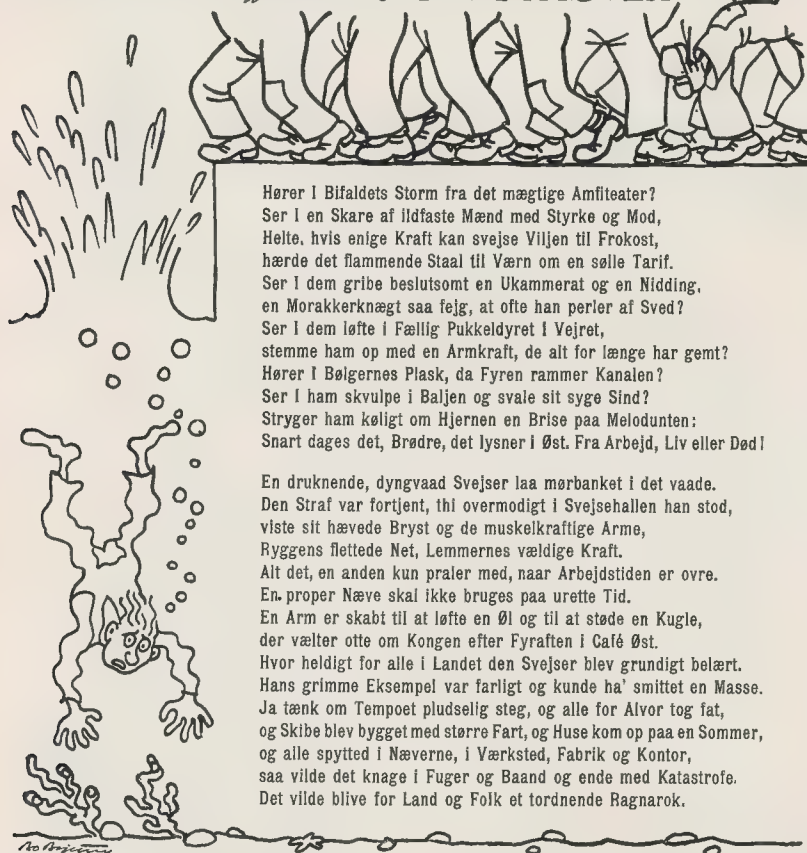 Hører I Bifaldets Storm fra det mægtige Amfiteater?
Ser I en Skare af ildfaste Mænd med Styrke og Mod,
Helte, hvis enige Kraft kan svejse Viljen til Frokost,
hærde det flammende Staal til Værn om en sølle Tarif.
Ser I dem gribe beslutsomt en Ukammerat og en Nidding,
en Morakkerknægt saa fejg, at ofte han perler af Sved?
Ser I dem løfte i Fællig Pukkeldyret i Vejret,
stemme ham op med en Armkraft, de alt for længe har gemt?
Hører I Bølgernes Plask, da Fyren rammer Kanalen?
Ser I ham skvulpe i Baljen og svale sit syge Sind?
Stryger ham køligt om Hjernen en Brise paa Melodunten:
Snart dages det, Brødre, det lysner i Øst. Fra Arbejd, Liv eller Død!

En druknende, dyngvaad Svejser laa mørbanket i det vaade.
Den Straf var fortjent, thi overmodigt i Svejsehallen han stod,
viste sit hævede Bryst og de muskelkraftige Arme,
Ryggens flettede Net, Lemmernes vældige Kraft.
Alt det, en anden kun praler med, naar Arbejdstiden er ovre.
En. proper Næve skal ikke bruges paa urette Tid.
En Arm er skabt til at løfte en Øl og til at støde en Kugle,
der vælter otte om Kongen efter Fyraften i Café Øst.
Hvor heldigt for alle i Landet den Svejser blev grundigt belært.
Hans grimme Eksempel var farligt og kunde ha' smittet en Masse.
Ja tænk om Tempoet pludselig steg, og alle for Alvor tog fat,
og Skibe blev bygget med større Fart, og Huse kom op paa en Sommer,
og alle spytted i Næverne, i Værksted, Fabrik og Kontor,
saa vilde det knage i Fuger og Baand og ende med Katastrofe.
Det vilde blive for Land og Folk et tordnende Ragnarok.